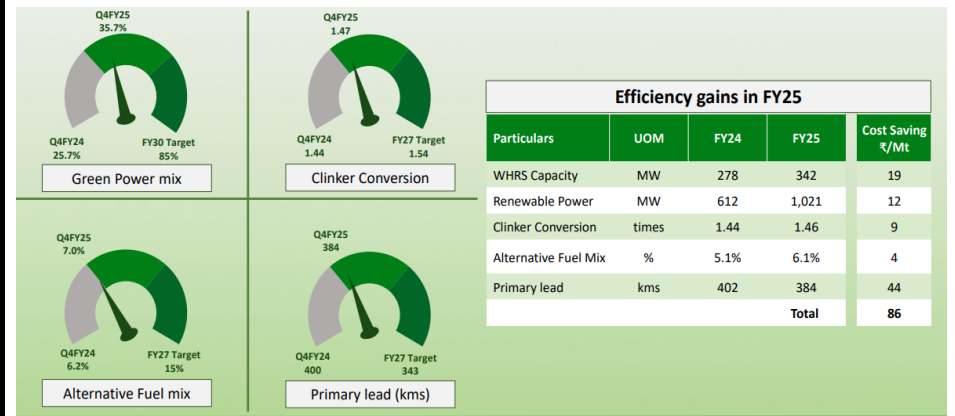 Q4FY25
35.7%
Q4FY24
25.7%
FY30 Target
85%
Green Power mix
Q4FY25
1.47
Q4FY24
1.44
FY27 Target
1.54
Clinker Conversion
Q4FY25
7.0%
Q4FY24
6.2%
FY27 Target
15%
Alternative Fuel mix
Q4FY25
384
Q4FY24
400
FY27 Target
343
Primary lead (kms)
Efficiency gains in FY25
Particulars UOM FY24 FY25 Cost Saving
₹/Mt
WHRS Capacity MW 278 342 19
Renewable Power MW 612 1,021 12
Clinker Conversion times 1.44 1.46 9
Alternative Fuel Mix % 5.1% 6.1% 4
Primary lead kms 402 384 44
Total 86